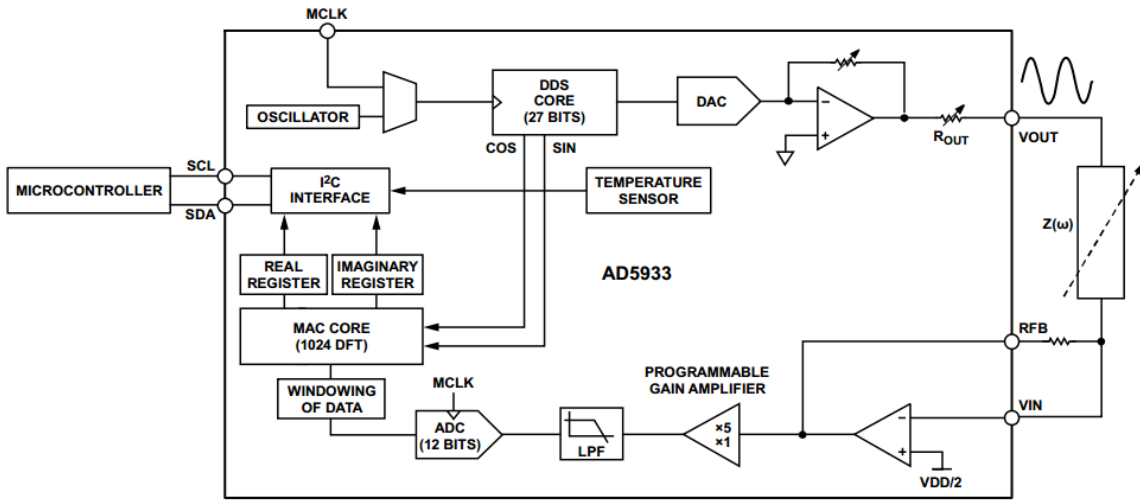 MCLK
OSCILLATOR
DDS
CORE
(27 BITS)
DAC
R_OUT
VOUT
COS
SIN
SCL
MICROCONTROLLER
SDA
I²C
INTERFACE
TEMPERATURE
SENSOR
Z(ω)
REAL
REGISTER
IMAGINARY
REGISTER
AD5933
MAC CORE
(1024 DFT)
RFB
WINDOWING
OF DATA
MCLK
ADC
(12 BITS)
LPF
PROGRAMMABLE
GAIN AMPLIFIER
×5
×1
VIN
VDD/2
−
+
−
+